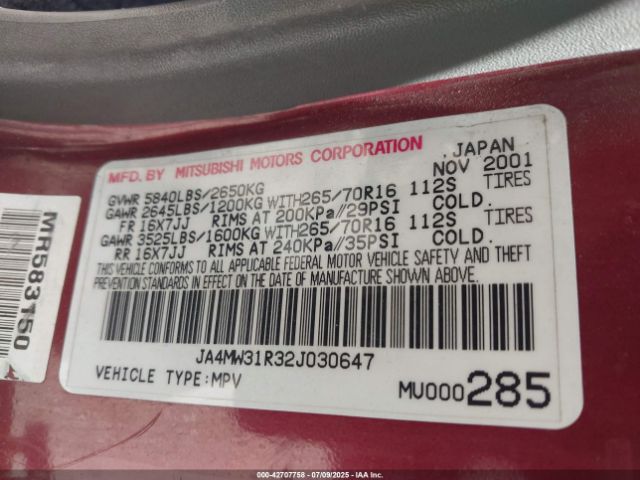 MFD. BY MITSUBISHI MOTORS CORPORATION , JAPAN
NOV 2001
GVWR 5840LBS/2650KG
GAWR 2645LBS/1200KG WITH265/70R16 112S TIRES
FR 16X7JJ RIMS AT 200KPa//29PSI COLD.
GAWR 3525LBS/1600KG WITH265/70R16 112S TIRES
RR 16X7JJ RIMS AT 240KPa//35PSI COLD.
THIS VEHICLE CONFORMS TO ALL APPLICABLE FEDERAL MOTOR VEHICLE SAFETY AND THEFT
PREVENTION STANDARDS IN EFFECT ON THE DATE OF MANUFACTURE SHOWN ABOVE.
JA4MW31R32J030647
VEHICLE TYPE:MPV
MU000285
MR583150
000-42707758 - 07/09/2025 - IAAI.COM